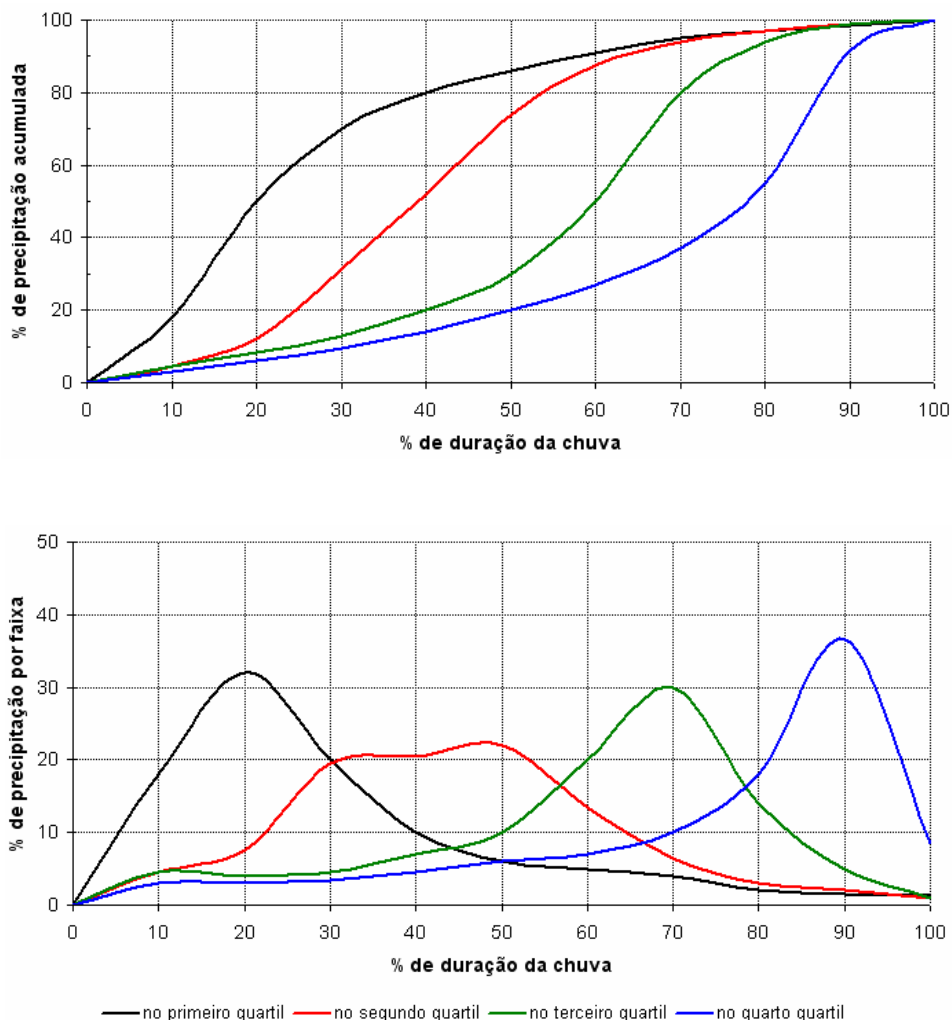 100
80
60
40
20
0
% de precipitação acumulada
0 10 20 30 40 50 60 70 80 90 100
% de duração da chuva
50
40
30
20
10
0
% de precipitação por faixa
0 10 20 30 40 50 60 70 80 90 100
% de duração da chuva
no primeiro quartil no segundo quartil no terceiro quartil no quarto quartil